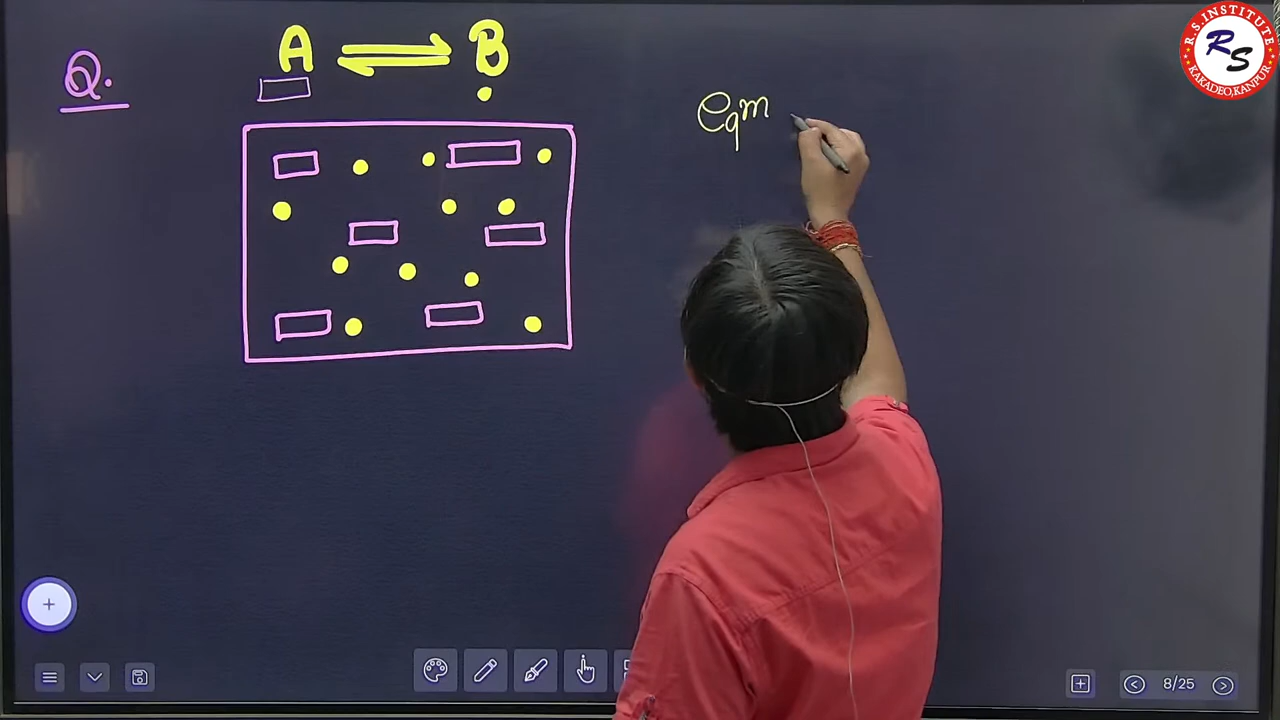 Q.
A ⇌ B
eqm
R.S.INSTITUTE
RS
KAKADEO,KANPUR
8/25